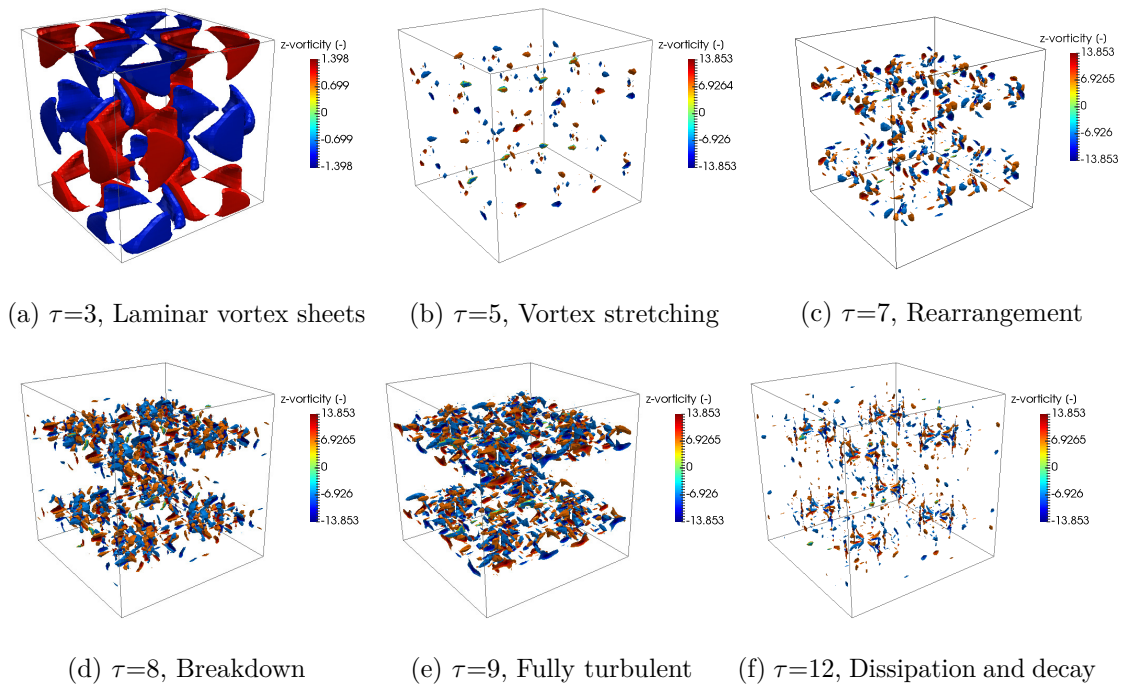 z-vorticity (-)
1.398
0.699
0
-0.699
-1.398
z-vorticity (-)
13.853
6.9264
0
-6.926
-13.853
z-vorticity (-)
13.853
6.9265
0
-6.926
-13.853
(a) τ=3, Laminar vortex sheets
(b) τ=5, Vortex stretching
(c) τ=7, Rearrangement
z-vorticity (-)
13.853
6.9265
0
-6.926
-13.853
z-vorticity (-)
13.853
6.9265
0
-6.926
-13.853
z-vorticity (-)
13.853
6.9265
0
-6.926
-13.853
(d) τ=8, Breakdown
(e) τ=9, Fully turbulent
(f) τ=12, Dissipation and decay